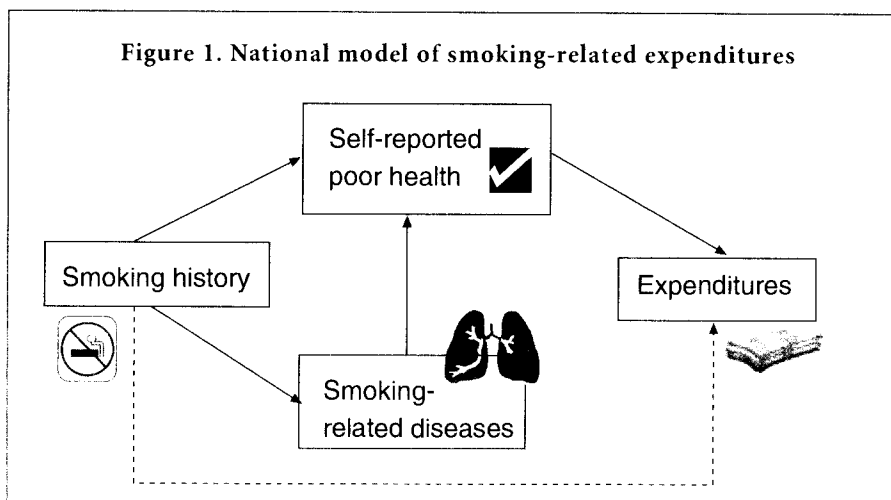 Figure 1. National model of smoking-related expenditures
Self-reported
poor health
Smoking history
Expenditures
Smoking-
related diseases